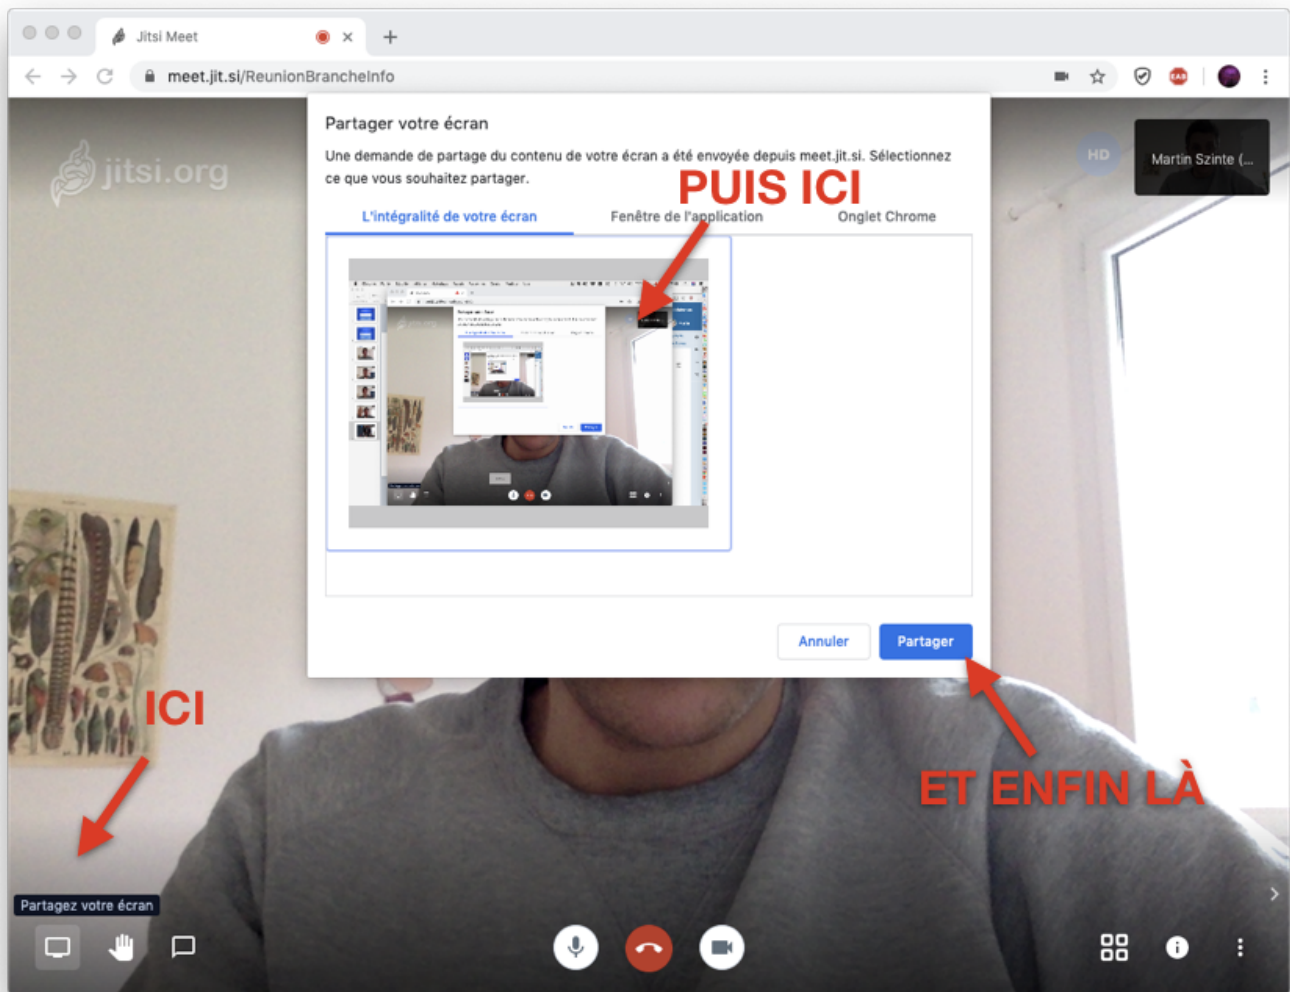 Jitsi Meet
meet.jit.si/ReunionBrancheInfo
EAB
jitsi.org
HD
Martin Szinte (...
Partager votre écran
Une demande de partage du contenu de votre écran a été envoyée depuis meet.jit.si. Sélectionnez
ce que vous souhaitez partager.
PUIS ICI
L'intégralité de votre écran
Fenêtre de l'application
Onglet Chrome
Annuler
Partager
ICI
ET ENFIN LÀ
Partagez votre écran